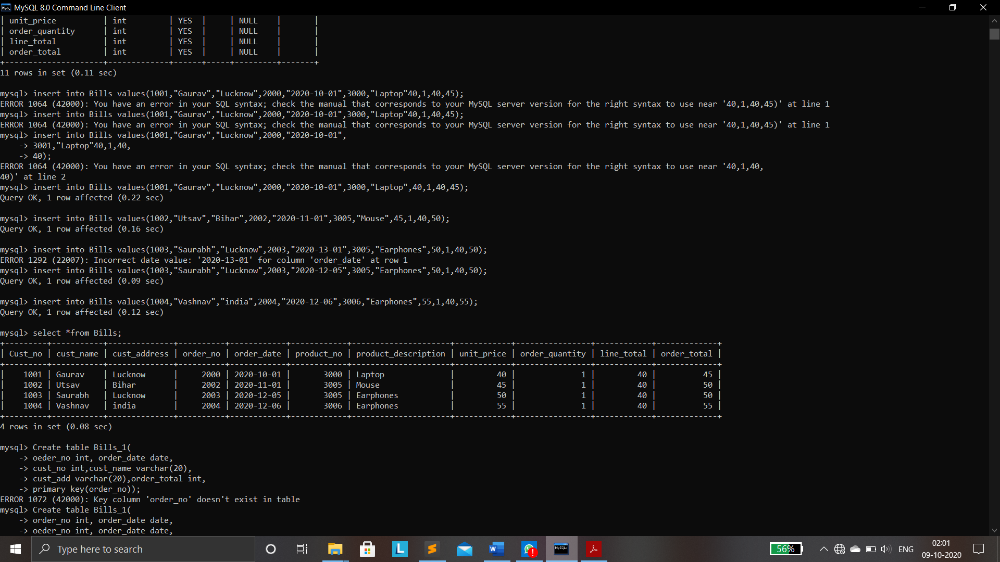 MySQL 8.0 Command Line Client
| unit_price          | int         | YES  |     | NULL    |       |
| order_quantity      | int         | YES  |     | NULL    |       |
| line_total          | int         | YES  |     | NULL    |       |
| order_total         | int         | YES  |     | NULL    |       |
+---------------------+-------------+------+-----+---------+-------+
11 rows in set (0.11 sec)
mysql> insert into Bills values(1001,"Gaurav","Lucknow",2000,"2020-10-01",3000,"Laptop"40,1,40,45);
ERROR 1064 (42000): You have an error in your SQL syntax; check the manual that corresponds to your MySQL server version for the right syntax to use near '40,1,40,45)' at line 1
mysql> insert into Bills values(1001,"Gaurav","Lucknow",2000,"2020-10-01",3000,"Laptop"40,1,40,45);
ERROR 1064 (42000): You have an error in your SQL syntax; check the manual that corresponds to your MySQL server version for the right syntax to use near '40,1,40,45)' at line 1
mysql> insert into Bills values(1001,"Gaurav","Lucknow",2000,"2020-10-01",
    -> 3001,"Laptop"40,1,40,
    -> 40);
ERROR 1064 (42000): You have an error in your SQL syntax; check the manual that corresponds to your MySQL server version for the right syntax to use near '40,1,40,
40)' at line 2
mysql> insert into Bills values(1001,"Gaurav","Lucknow",2000,"2020-10-01",3000,"Laptop",40,1,40,45);
Query OK, 1 row affected (0.22 sec)
mysql> insert into Bills values(1002,"Utsav","Bihar",2002,"2020-11-01",3005,"Mouse",45,1,40,50);
Query OK, 1 row affected (0.16 sec)
mysql> insert into Bills values(1003,"Saurabh","Lucknow",2003,"2020-13-01",3005,"Earphones",50,1,40,50);
ERROR 1292 (22007): Incorrect date value: '2020-13-01' for column 'order_date' at row 1
mysql> insert into Bills values(1003,"Saurabh","Lucknow",2003,"2020-12-05",3005,"Earphones",50,1,40,50);
Query OK, 1 row affected (0.09 sec)
mysql> insert into Bills values(1004,"Vashnav","india",2004,"2020-12-06",3006,"Earphones",55,1,40,55);
Query OK, 1 row affected (0.12 sec)
mysql> select *from Bills;
+---------+-----------+--------------+----------+------------+------------+---------------------+------------+----------------+------------+-------------+
| Cust_no | cust_name | cust_address | order_no | order_date | product_no | product_description | unit_price | order_quantity | line_total | order_total |
+---------+-----------+--------------+----------+------------+------------+---------------------+------------+----------------+------------+-------------+
|    1001 | Gaurav    | Lucknow      |     2000 | 2020-10-01 |       3000 | Laptop              |         40 |              1 |         40 |          45 |
|    1002 | Utsav     | Bihar        |     2002 | 2020-11-01 |       3005 | Mouse               |         45 |              1 |         40 |          50 |
|    1003 | Saurabh   | Lucknow      |     2003 | 2020-12-05 |       3005 | Earphones           |         50 |              1 |         40 |          50 |
|    1004 | Vashnav   | india        |     2004 | 2020-12-06 |       3006 | Earphones           |         55 |              1 |         40 |          55 |
+---------+-----------+--------------+----------+------------+------------+---------------------+------------+----------------+------------+-------------+
4 rows in set (0.08 sec)
mysql> Create table Bills_1(
    -> oeder_no int, order_date date,
    -> cust_no int,cust_name varchar(20),
    -> cust_add varchar(20),order_total int,
    -> primary key(order_no));
ERROR 1072 (42000): Key column 'order_no' doesn't exist in table
mysql> Create table Bills_1(
    -> order_no int, order_date date,
    -> oeder_no int, order_date date,
Type here to search
56%
ENG
02:01
09-10-2020